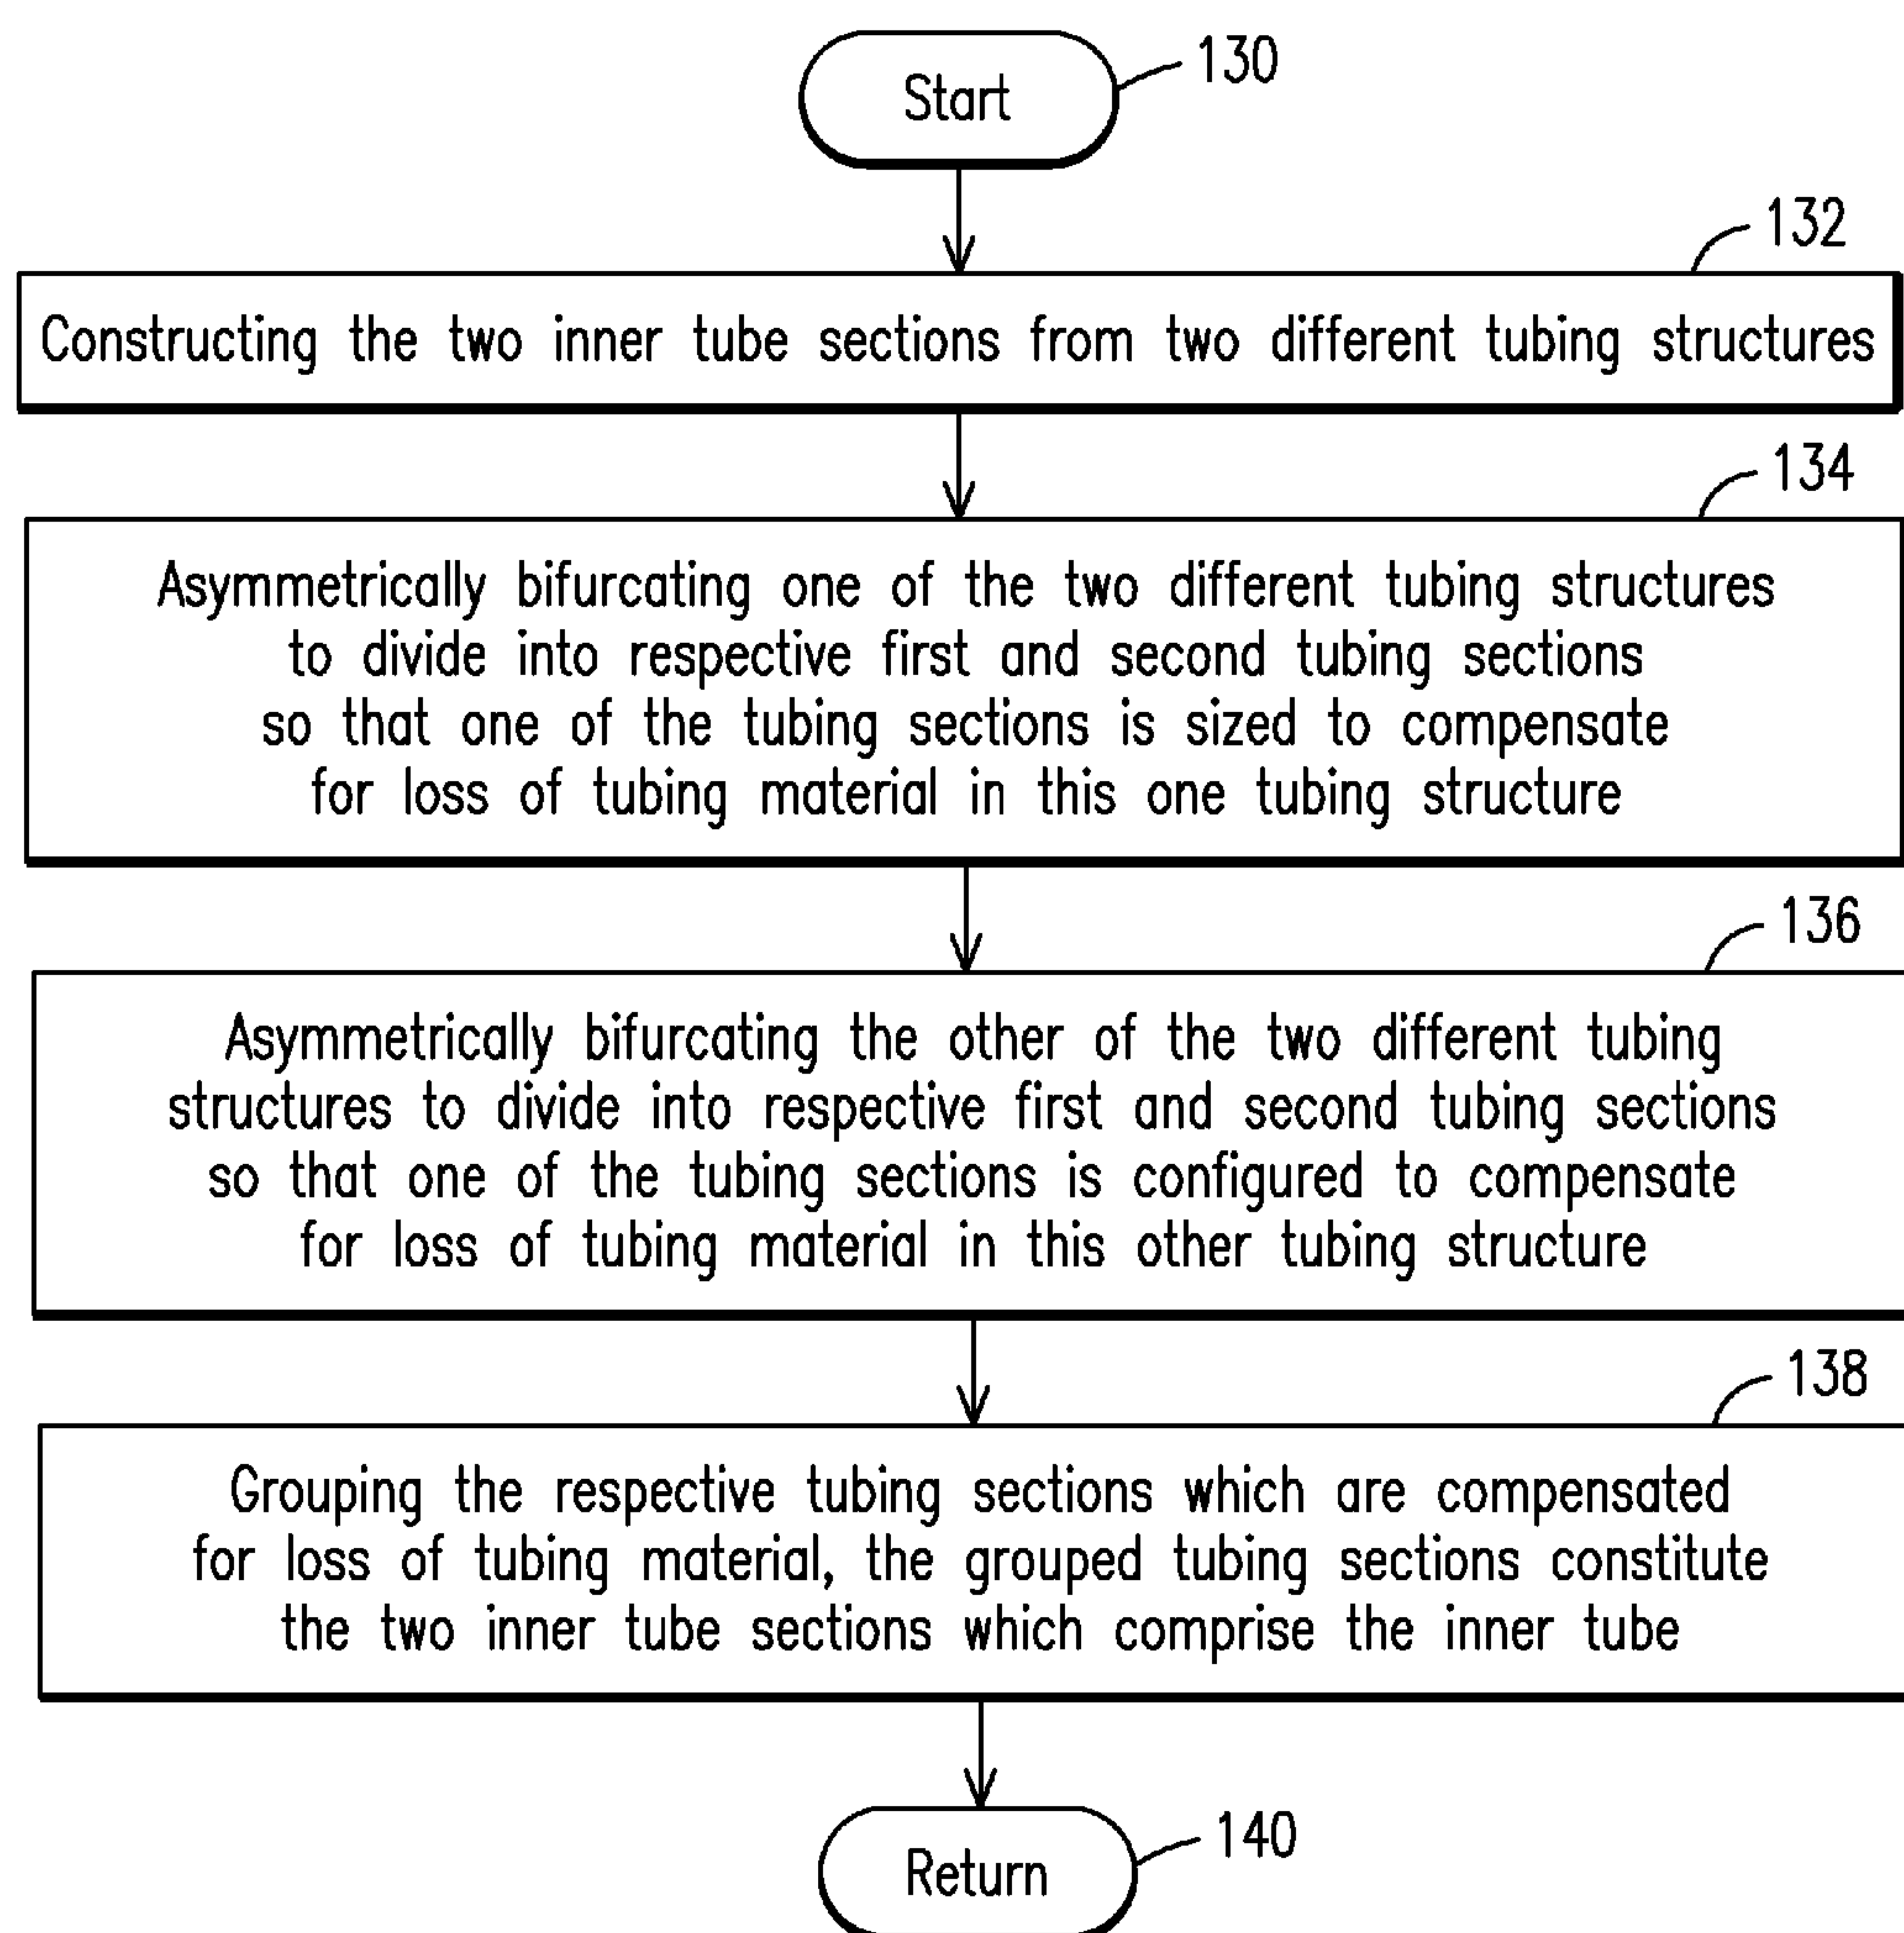 Start
130
132
Constructing the two inner tube sections from two different tubing structures
134
Asymmetrically bifurcating one of the two different tubing structures
to divide into respective first and second tubing sections
so that one of the tubing sections is sized to compensate
for loss of tubing material in this one tubing structure
136
Asymmetrically bifurcating the other of the two different tubing
structures to divide into respective first and second tubing sections
so that one of the tubing sections is configured to compensate
for loss of tubing material in this other tubing structure
138
Grouping the respective tubing sections which are compensated
for loss of tubing material, the grouped tubing sections constitute
the two inner tube sections which comprise the inner tube
Return
140